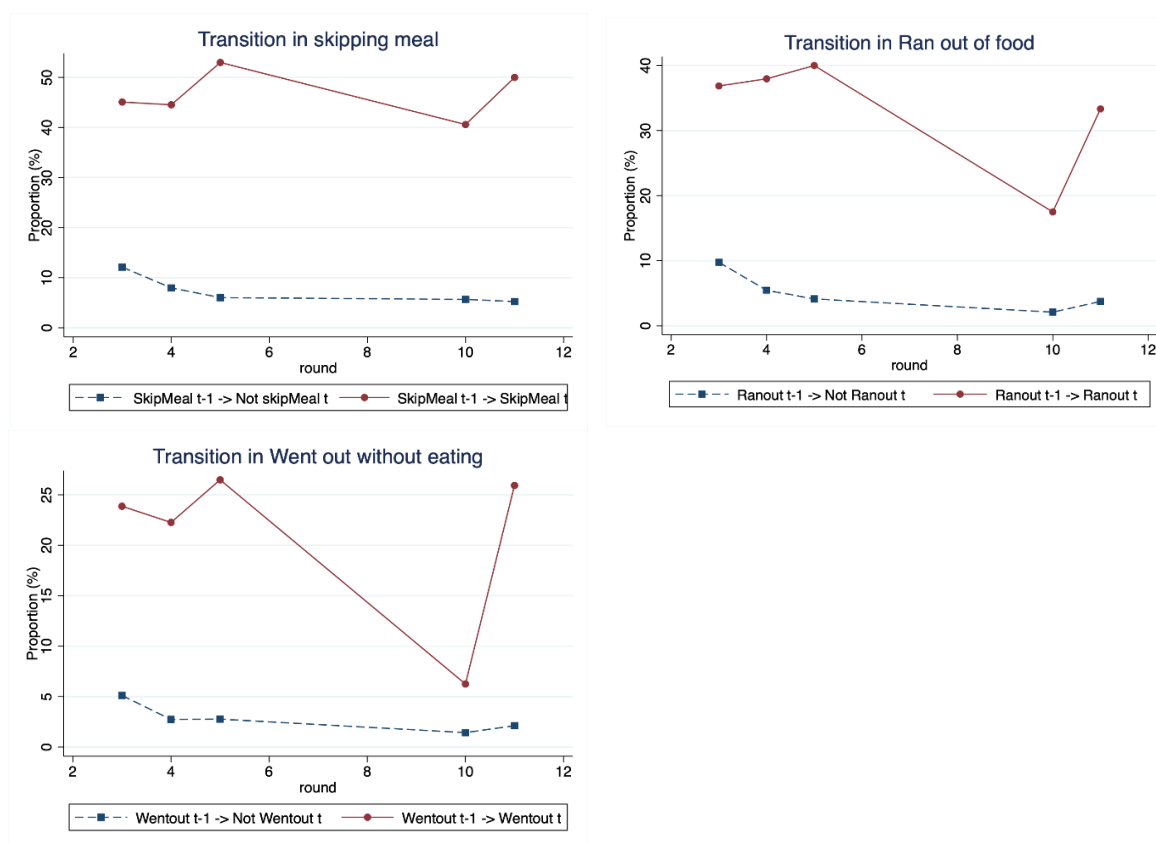 Transition in skipping meal
Proportion (%)
50
40
30
20
10
0
2 4 6 8 10 12
round
SkipMeal t-1 -> Not skipMeal t SkipMeal t-1 -> SkipMeal t
Transition in Ran out of food
Proportion (%)
40
30
20
10
0
2 4 6 8 10 12
round
Ranout t-1 -> Not Ranout t Ranout t-1 -> Ranout t
Transition in Went out without eating
Proportion (%)
25
20
15
10
5
0
2 4 6 8 10 12
round
Wentout t-1 -> Not Wentout t Wentout t-1 -> Wentout t